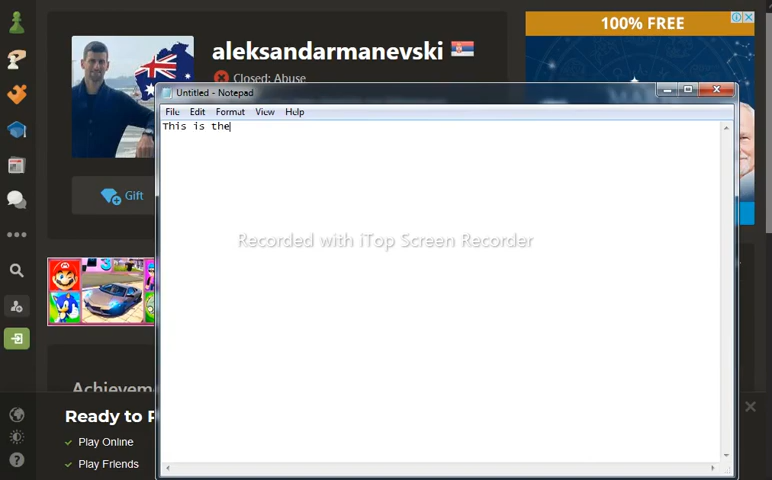 100% FREE
aleksandarmanevski
Closed: Abuse
Untitled - Notepad
File Edit Format View Help
This is the
Gift
Recorded with iTop Screen Recorder
3
Achievem
Ready to P
Play Online
Play Friends